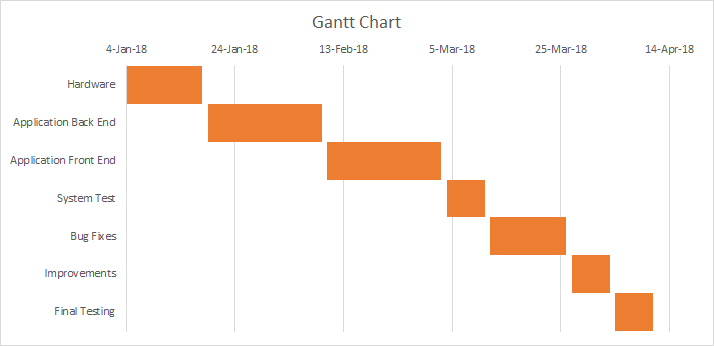 Gantt Chart
4-Jan-18 24-Jan-18 13-Feb-18 5-Mar-18 25-Mar-18 14-Apr-18
Hardware
Application Back End
Application Front End
System Test
Bug Fixes
Improvements
Final Testing